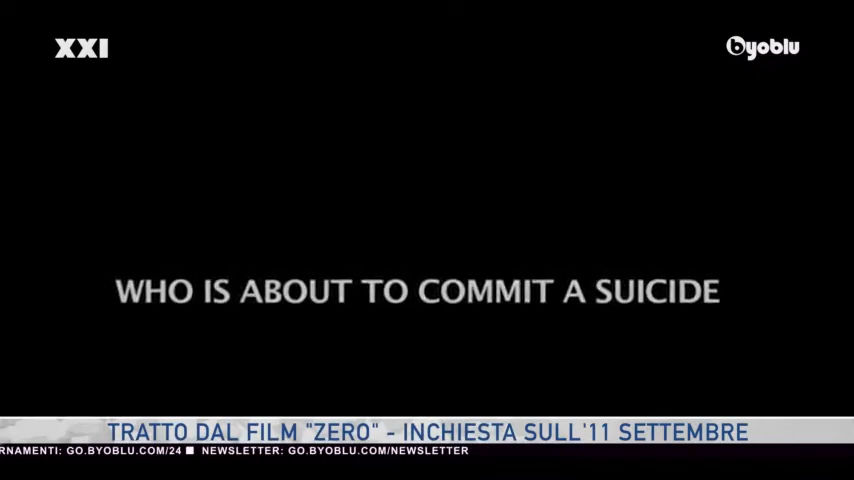 XXI
byoblu
WHO IS ABOUT TO COMMIT A SUICIDE
TRATTO DAL FILM "ZERO" - INCHIESTA SULL'11 SETTEMBRE
RNAMENTI: GO.BYOBLU.COM/24 ■ NEWSLETTER: GO.BYOBLU.COM/NEWSLETTER